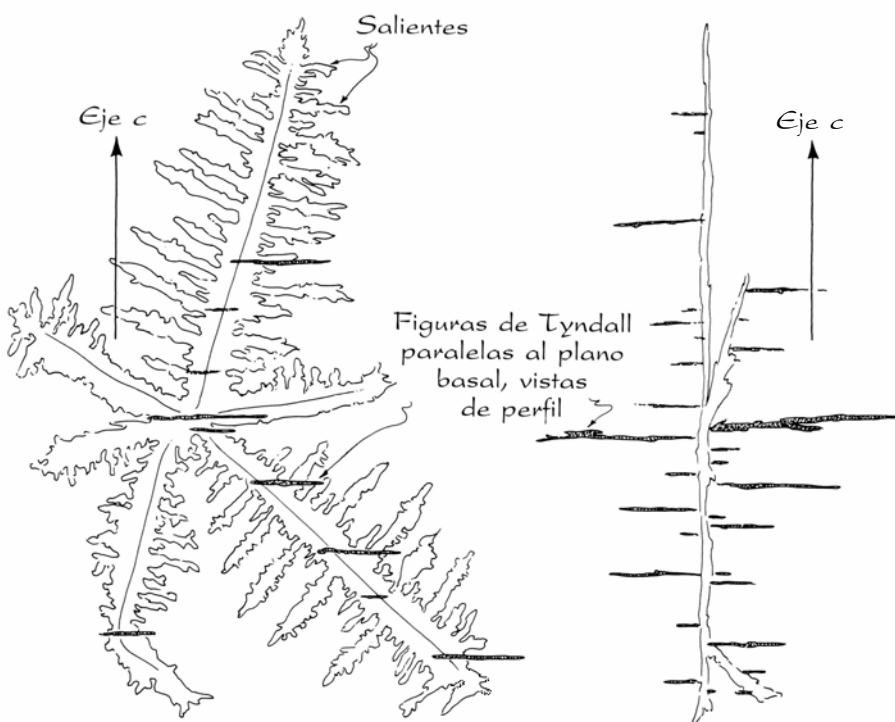 Salientes
Eje c
Eje c
Figuras de Tyndall
paralelas al plano
basal, vistas
de perfil